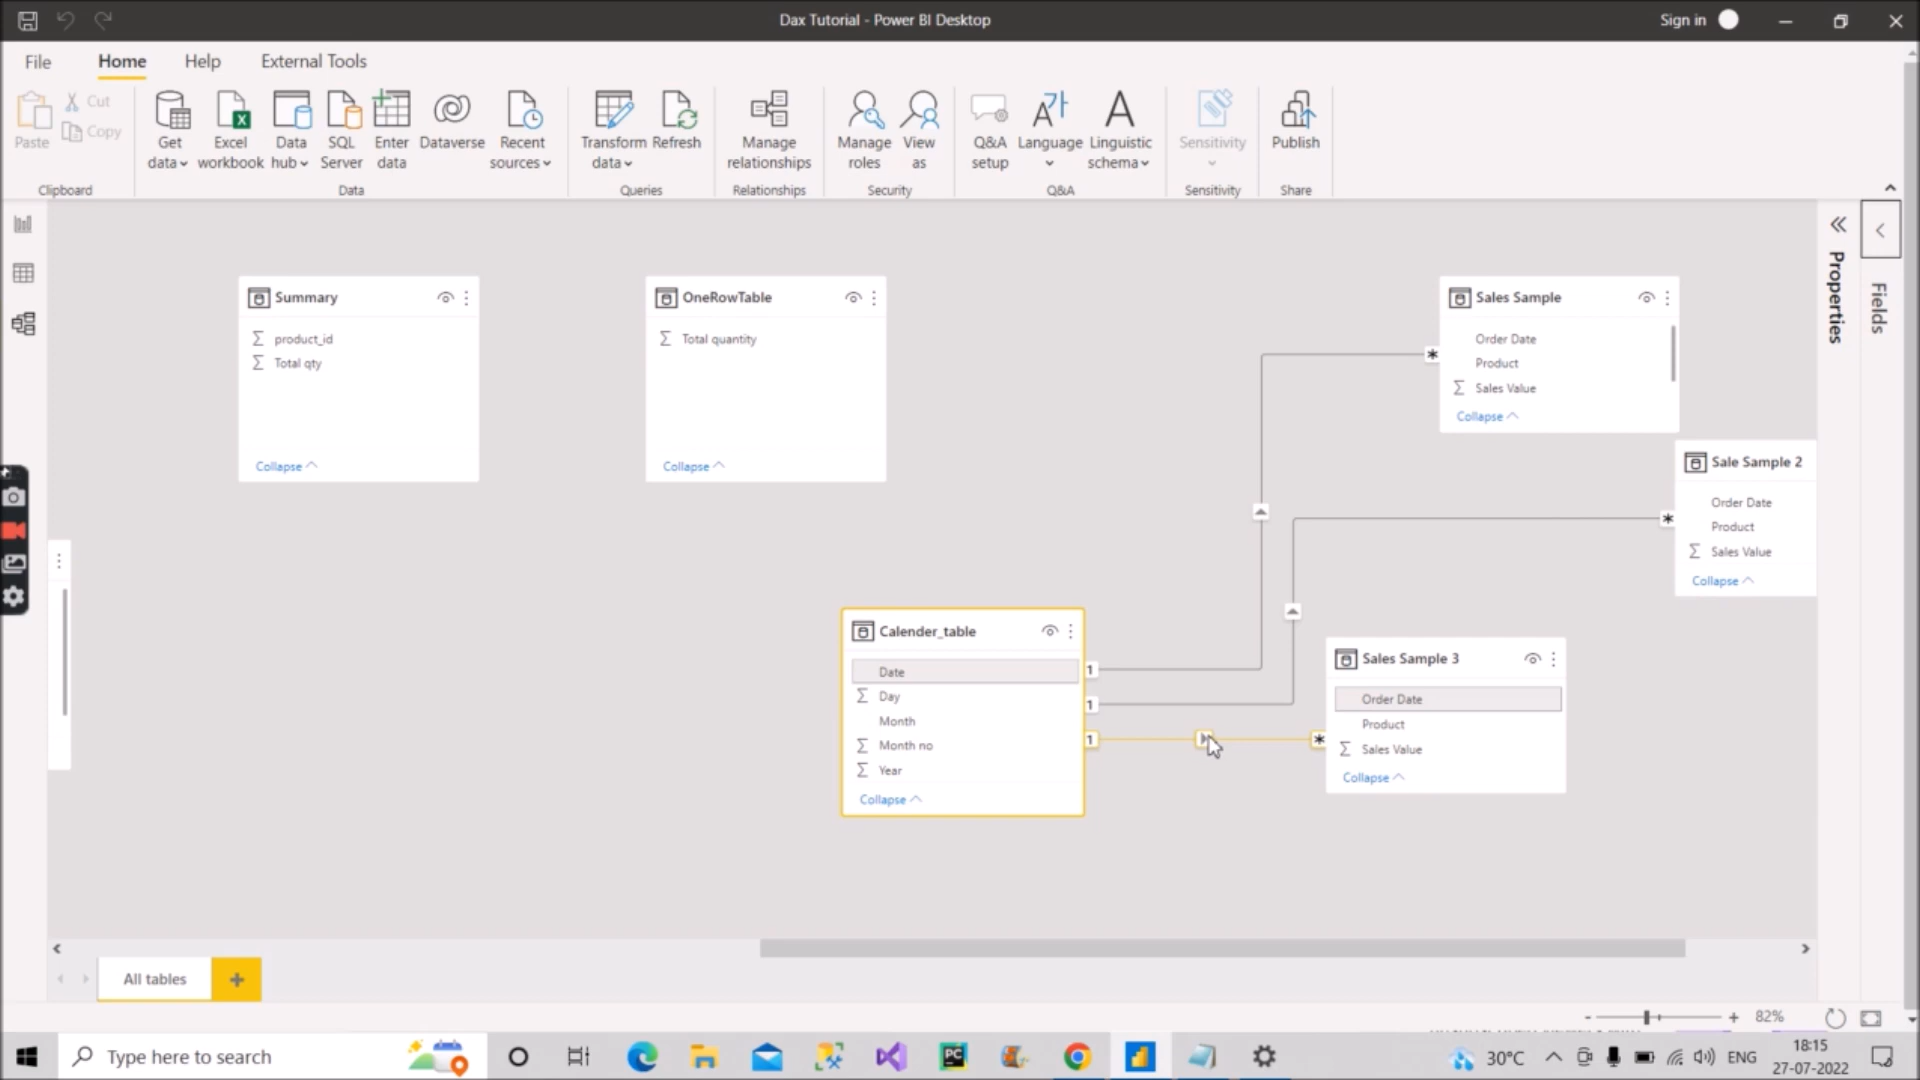 Dax Tutorial - Power BI Desktop
Sign in
File Home Help External Tools
Paste
Cut
Copy
Clipboard
Get data
Excel workbook
Data hub
SQL Server
Enter data
Dataverse
Recent sources
Data
Transform data
Refresh
Queries
Manage relationships
Relationships
Manage roles
View as
Security
Q&A setup
Language
Linguistic schema
Q&A
Sensitivity
Sensitivity
Publish
Share
Properties
Fields
Summary
∑ product_id
∑ Total qty
Collapse
OneRowTable
∑ Total quantity
Collapse
Sales Sample
Order Date
Product
∑ Sales Value
Collapse
Sale Sample 2
Order Date
Product
∑ Sales Value
Collapse
Calender_table
Date
∑ Day
Month
∑ Month no
∑ Year
Collapse
1
1
1
*
*
*
Sales Sample 3
Order Date
Product
∑ Sales Value
Collapse
All tables
+
- + 82%
Type here to search
PC
30°C
ENG
18:15
27-07-2022